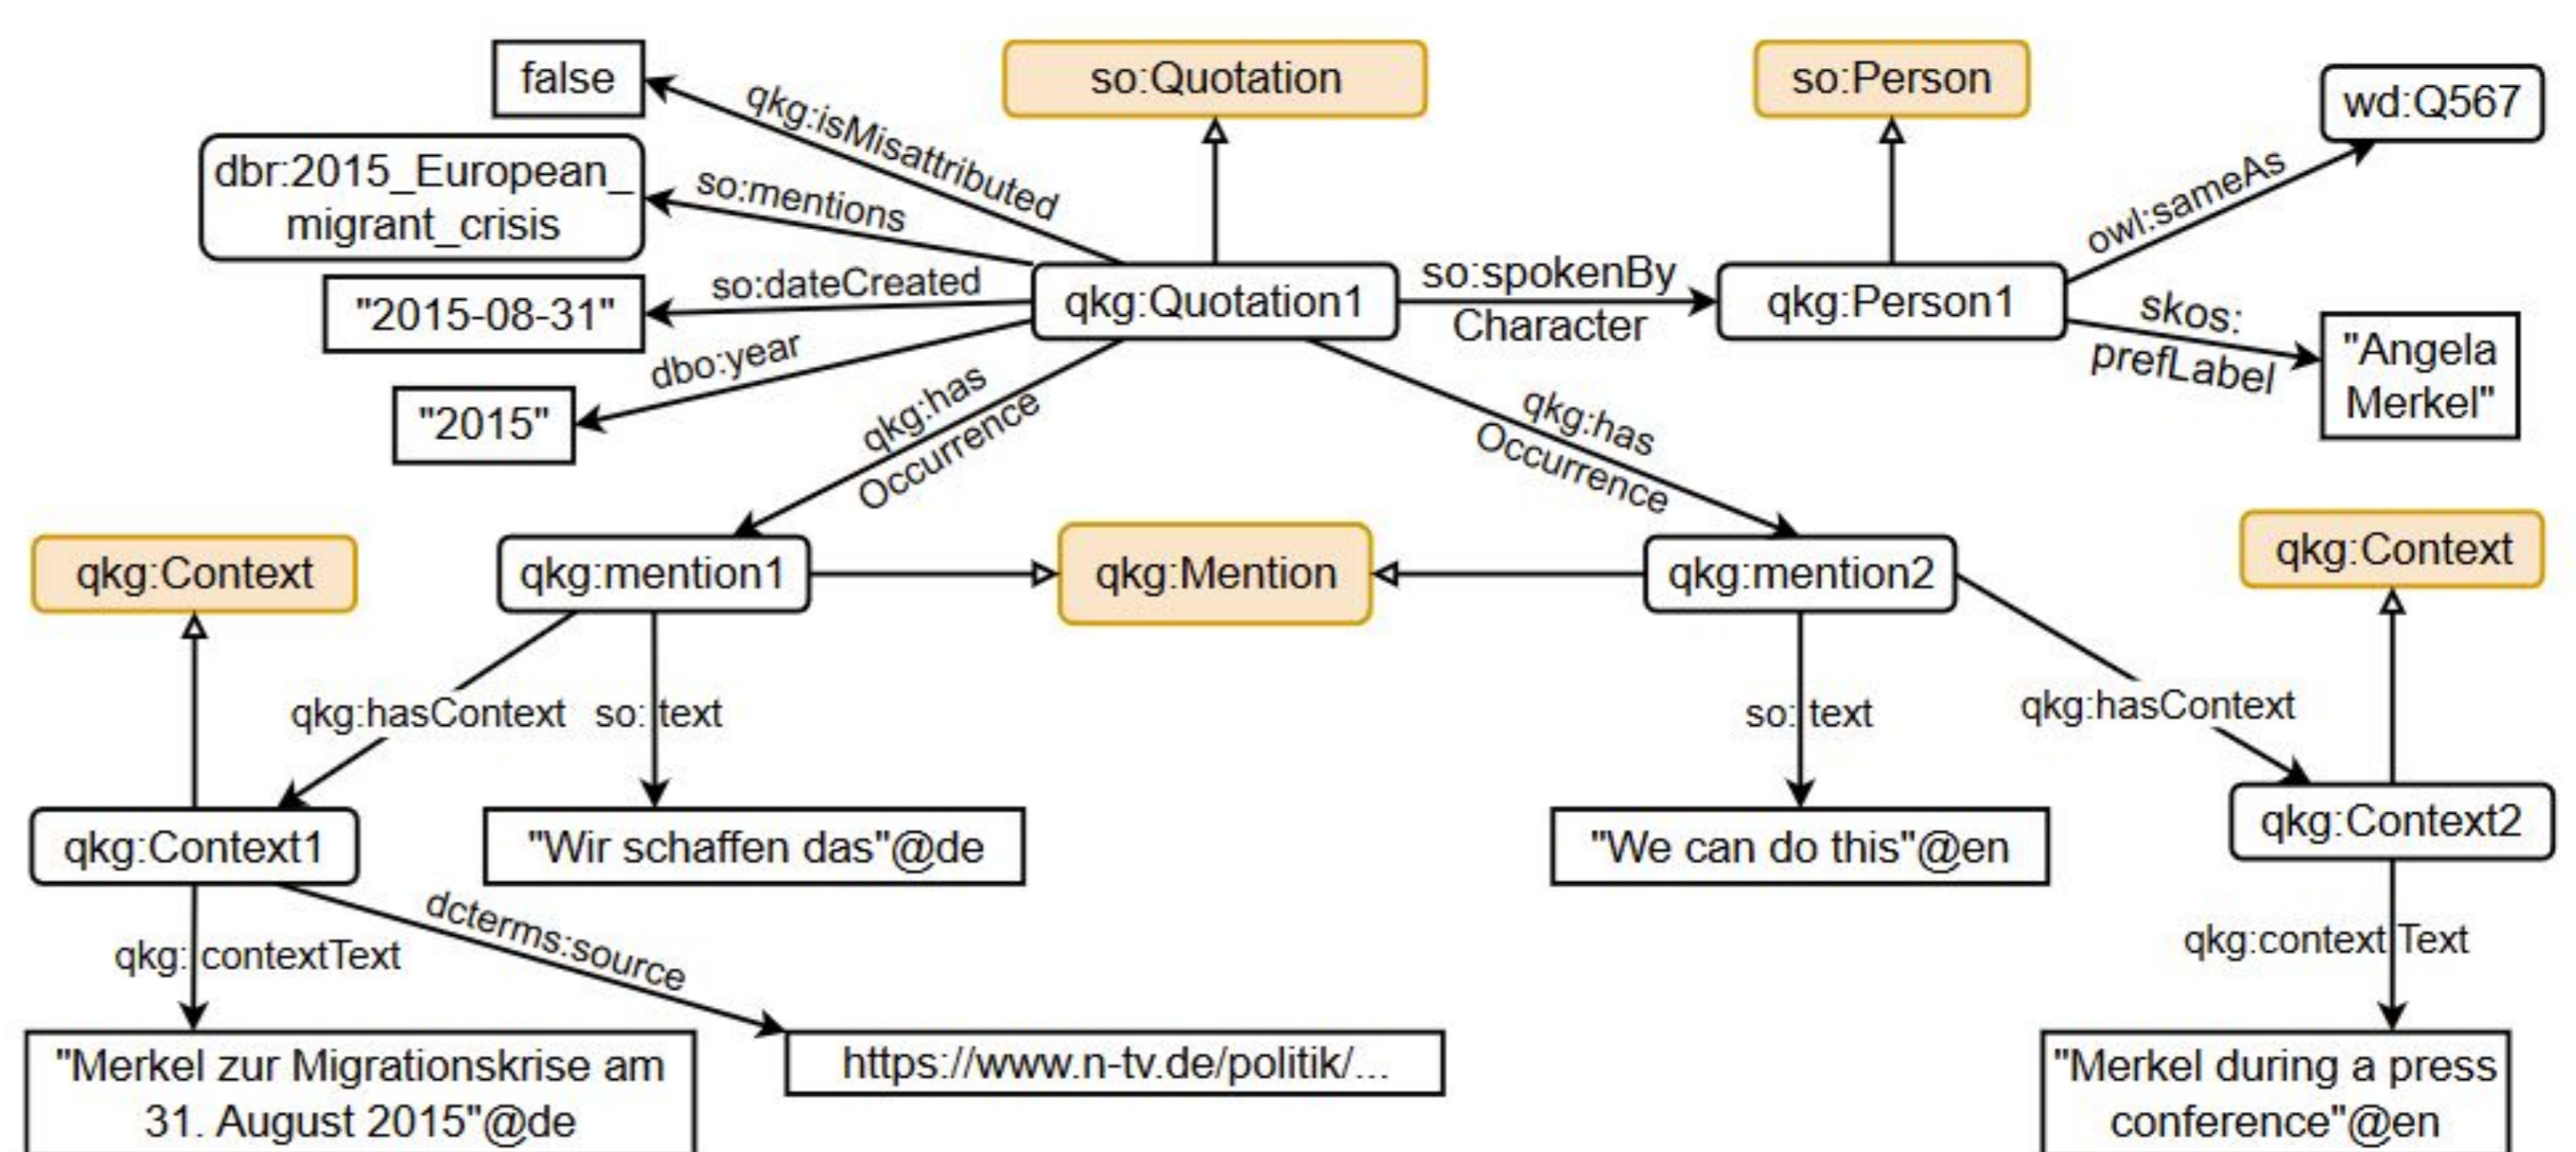 false
so:Quotation
so:Person
wd:Q567
qkg:isMisattributed
dbr:2015_European_
migrant_crisis
so:mentions
owl:sameAs
"2015-08-31"
so:dateCreated
qkg:Quotation1
so:spokenBy
Character
qkg:Person1
skos:
prefLabel
"Angela
Merkel"
"2015"
dbo:year
qkg:has
Occurrence
qkg:has
Occurrence
qkg:Context
qkg:mention1
qkg:Mention
qkg:mention2
qkg:Context
qkg:hasContext
so: text
so: text
qkg:hasContext
qkg:Context1
"Wir schaffen das"@de
"We can do this"@en
qkg:Context2
qkg: contextText
dcterms:source
qkg:context Text
"Merkel zur Migrationskrise am
31. August 2015"@de
https://www.n-tv.de/politik/...
"Merkel during a press
conference"@en